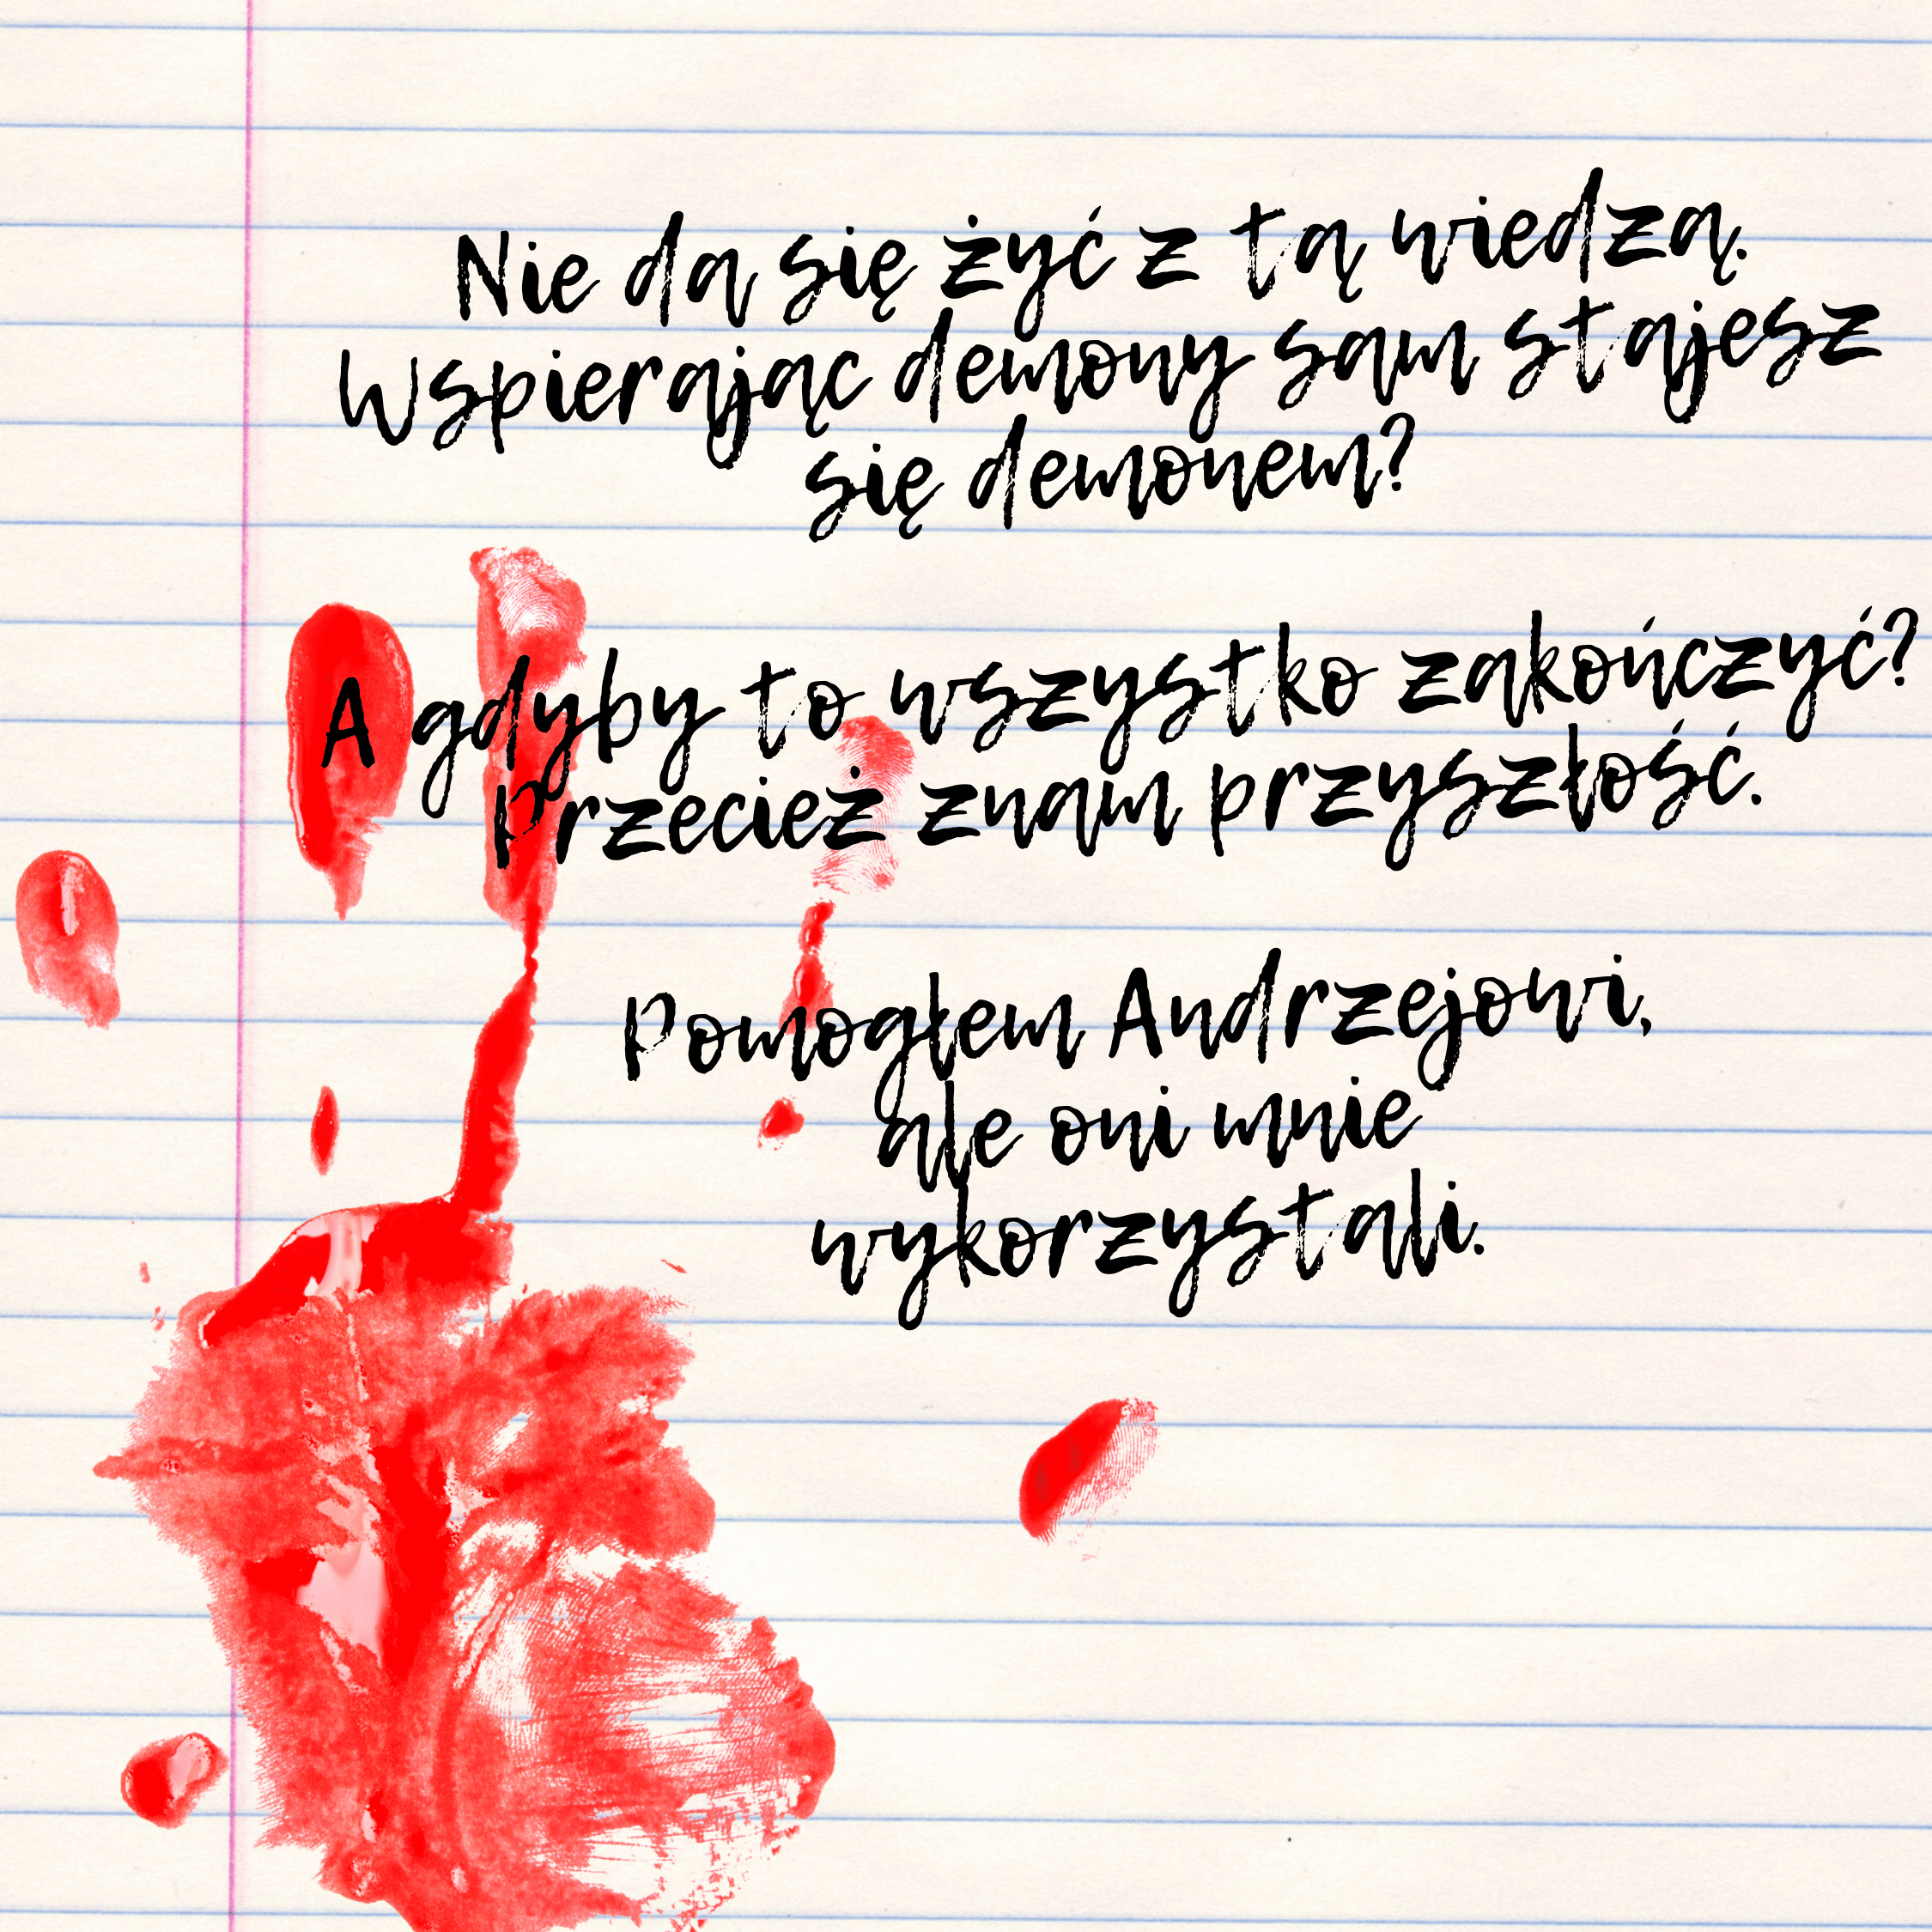 Nie da się żyć z tą wiedzą.
Wspierając demony sam stajesz
się demonem?
A gdyby to wszystko zakończyć?
Przecież znam przyszłość.
Pomogłem Andrzejowi,
ale oni mnie
wykorzystali.